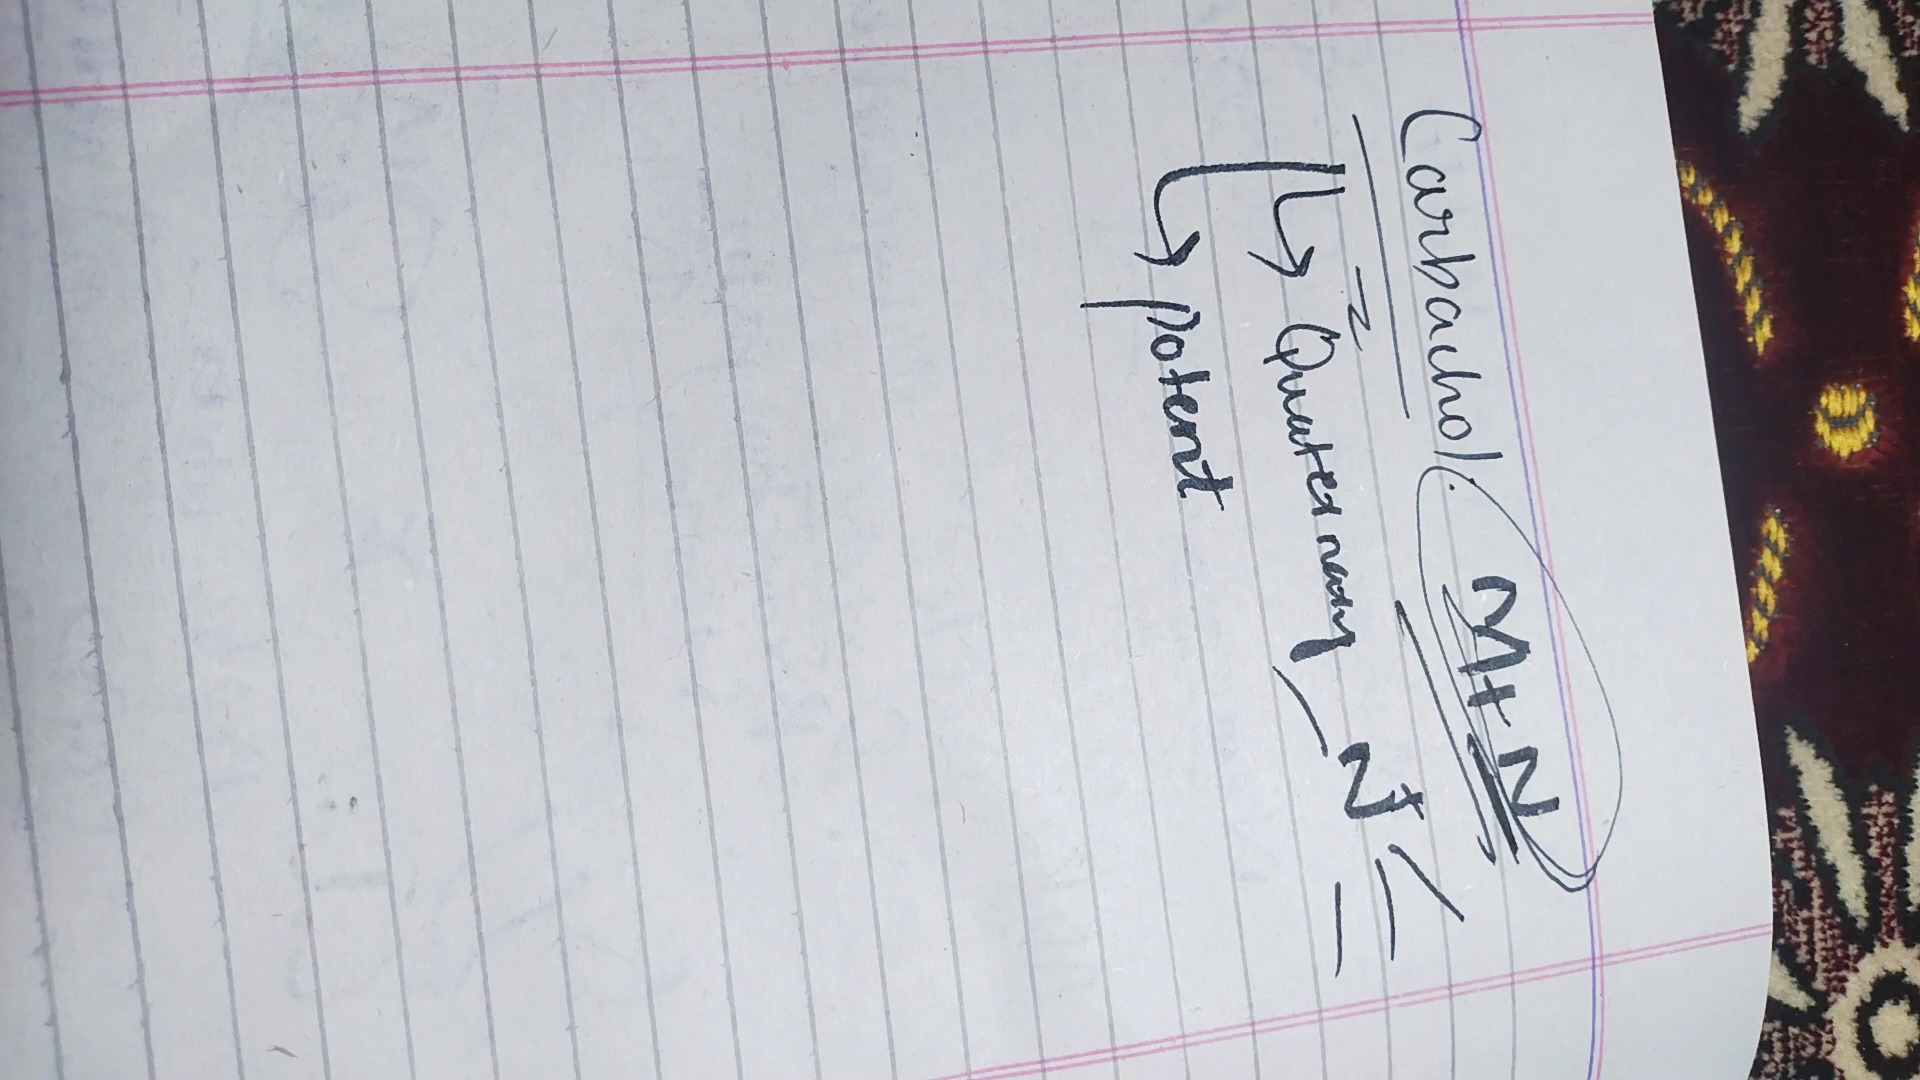 Carbachol: M+N
↳ Quaternary — N⁺
↳ potent